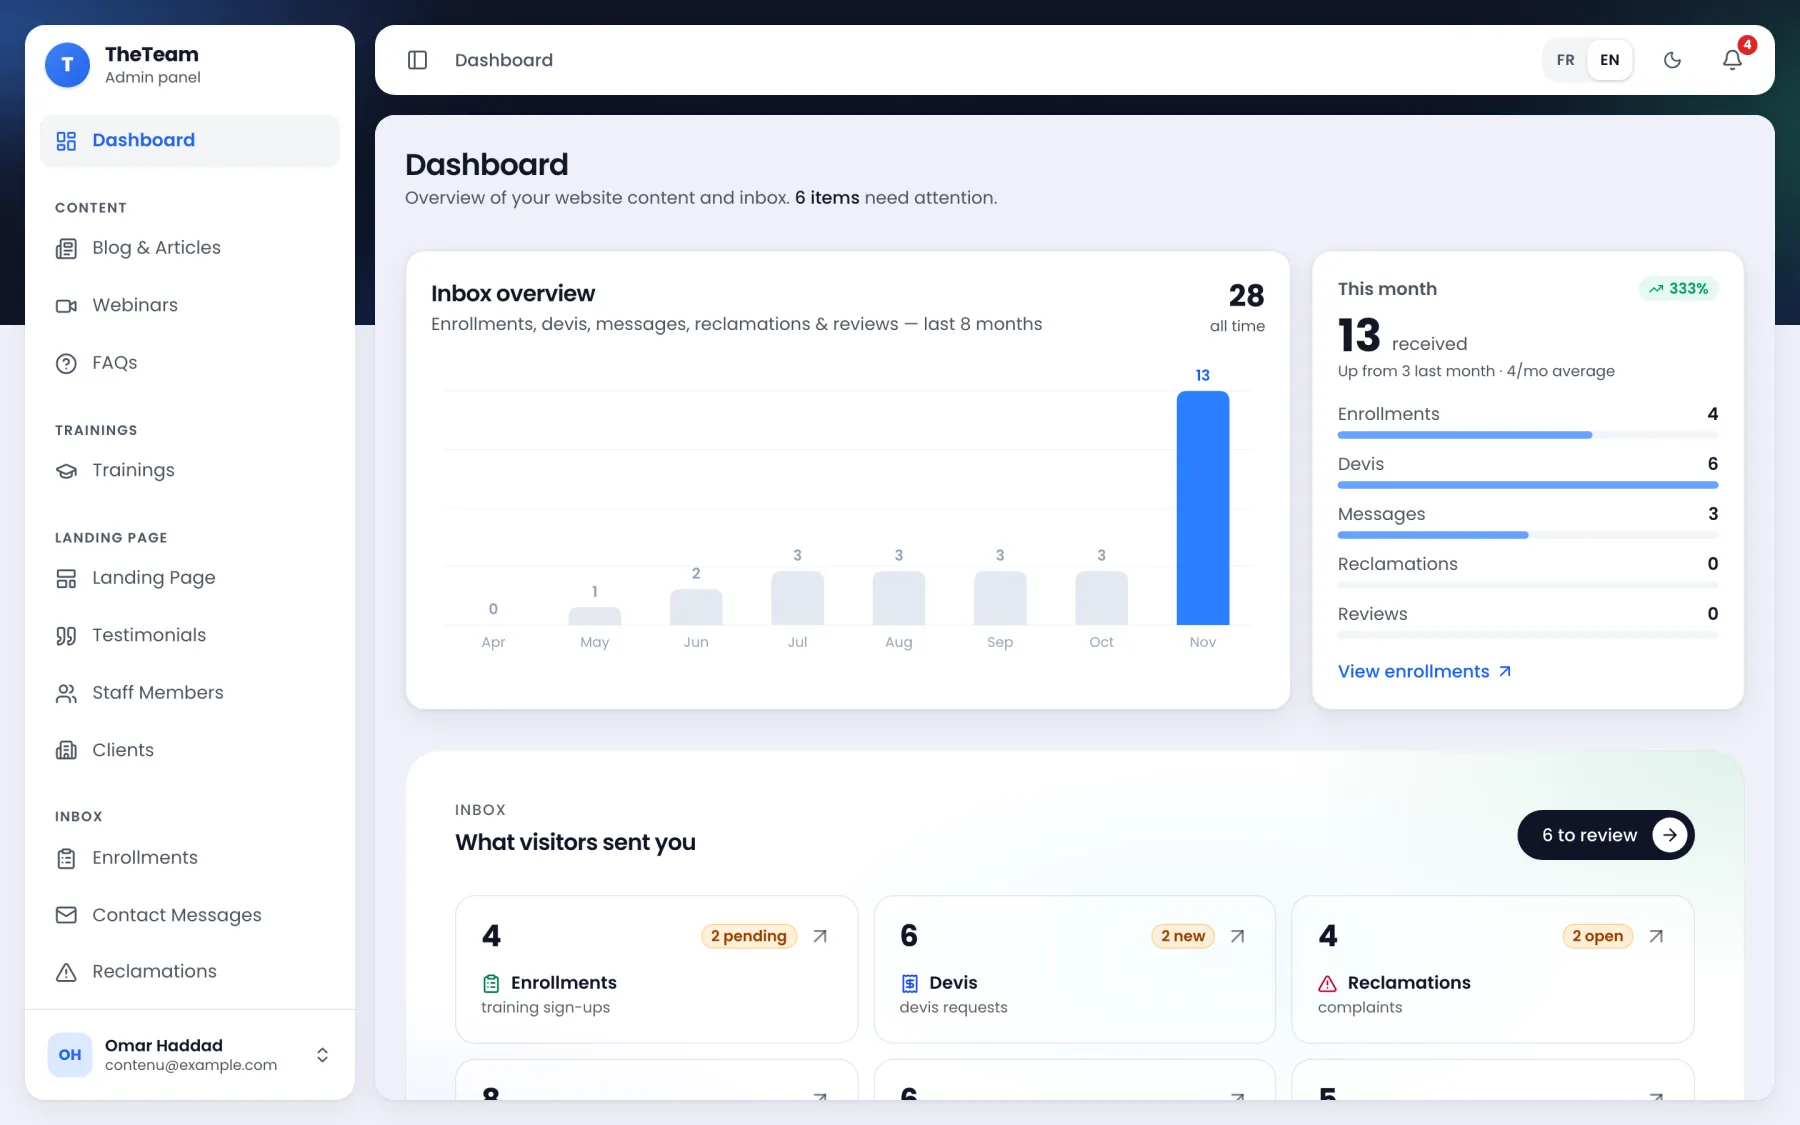 T
TheTeam
Admin panel
Dashboard
CONTENT
Blog & Articles
Webinars
FAQs
TRAININGS
Trainings
LANDING PAGE
Landing Page
Testimonials
Staff Members
Clients
INBOX
Enrollments
Contact Messages
Reclamations
OH
Omar Haddad
contenu@example.com
Dashboard
FR EN
4
Dashboard
Overview of your website content and inbox. 6 items need attention.
Inbox overview
Enrollments, devis, messages, reclamations & reviews — last 8 months
28
all time
0 1 2 3 3 3 3 13
Apr May Jun Jul Aug Sep Oct Nov
This month
333%
13 received
Up from 3 last month · 4/mo average
Enrollments 4
Devis 6
Messages 3
Reclamations 0
Reviews 0
View enrollments
INBOX
What visitors sent you
6 to review
4 2 pending
Enrollments
training sign-ups
6 2 new
Devis
devis requests
4 2 open
Reclamations
complaints
8 6 5